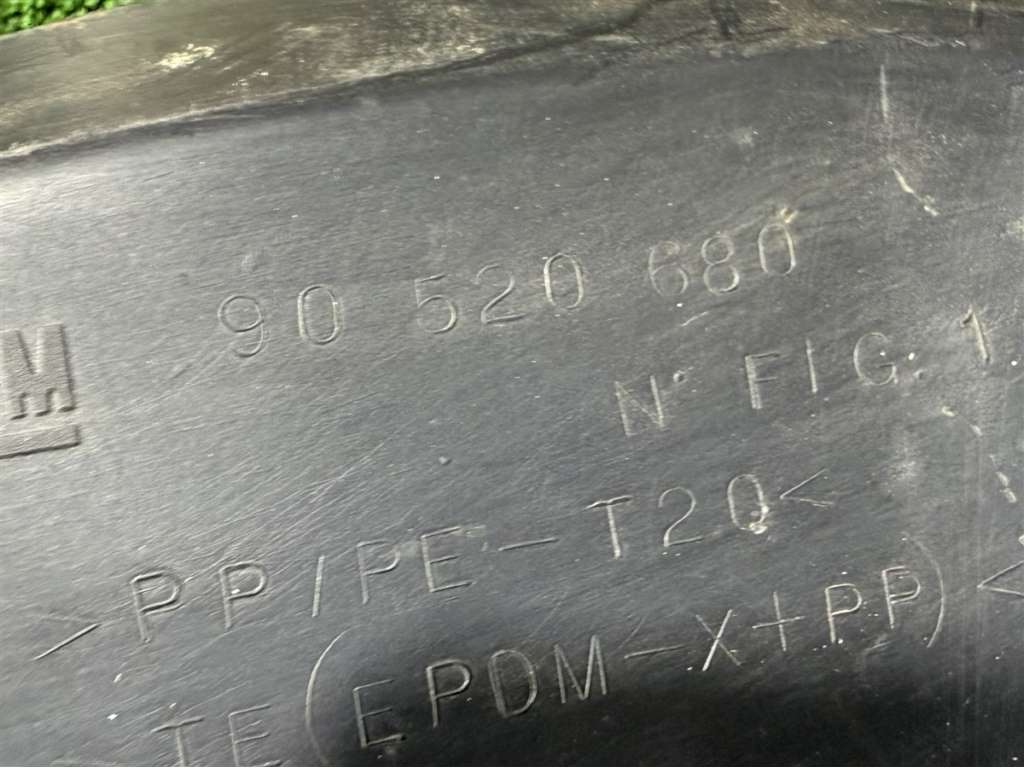 90 520 680
M
N° FIG. 1
>PP/PE-T20<
>TE(EPDM-X+PP)<